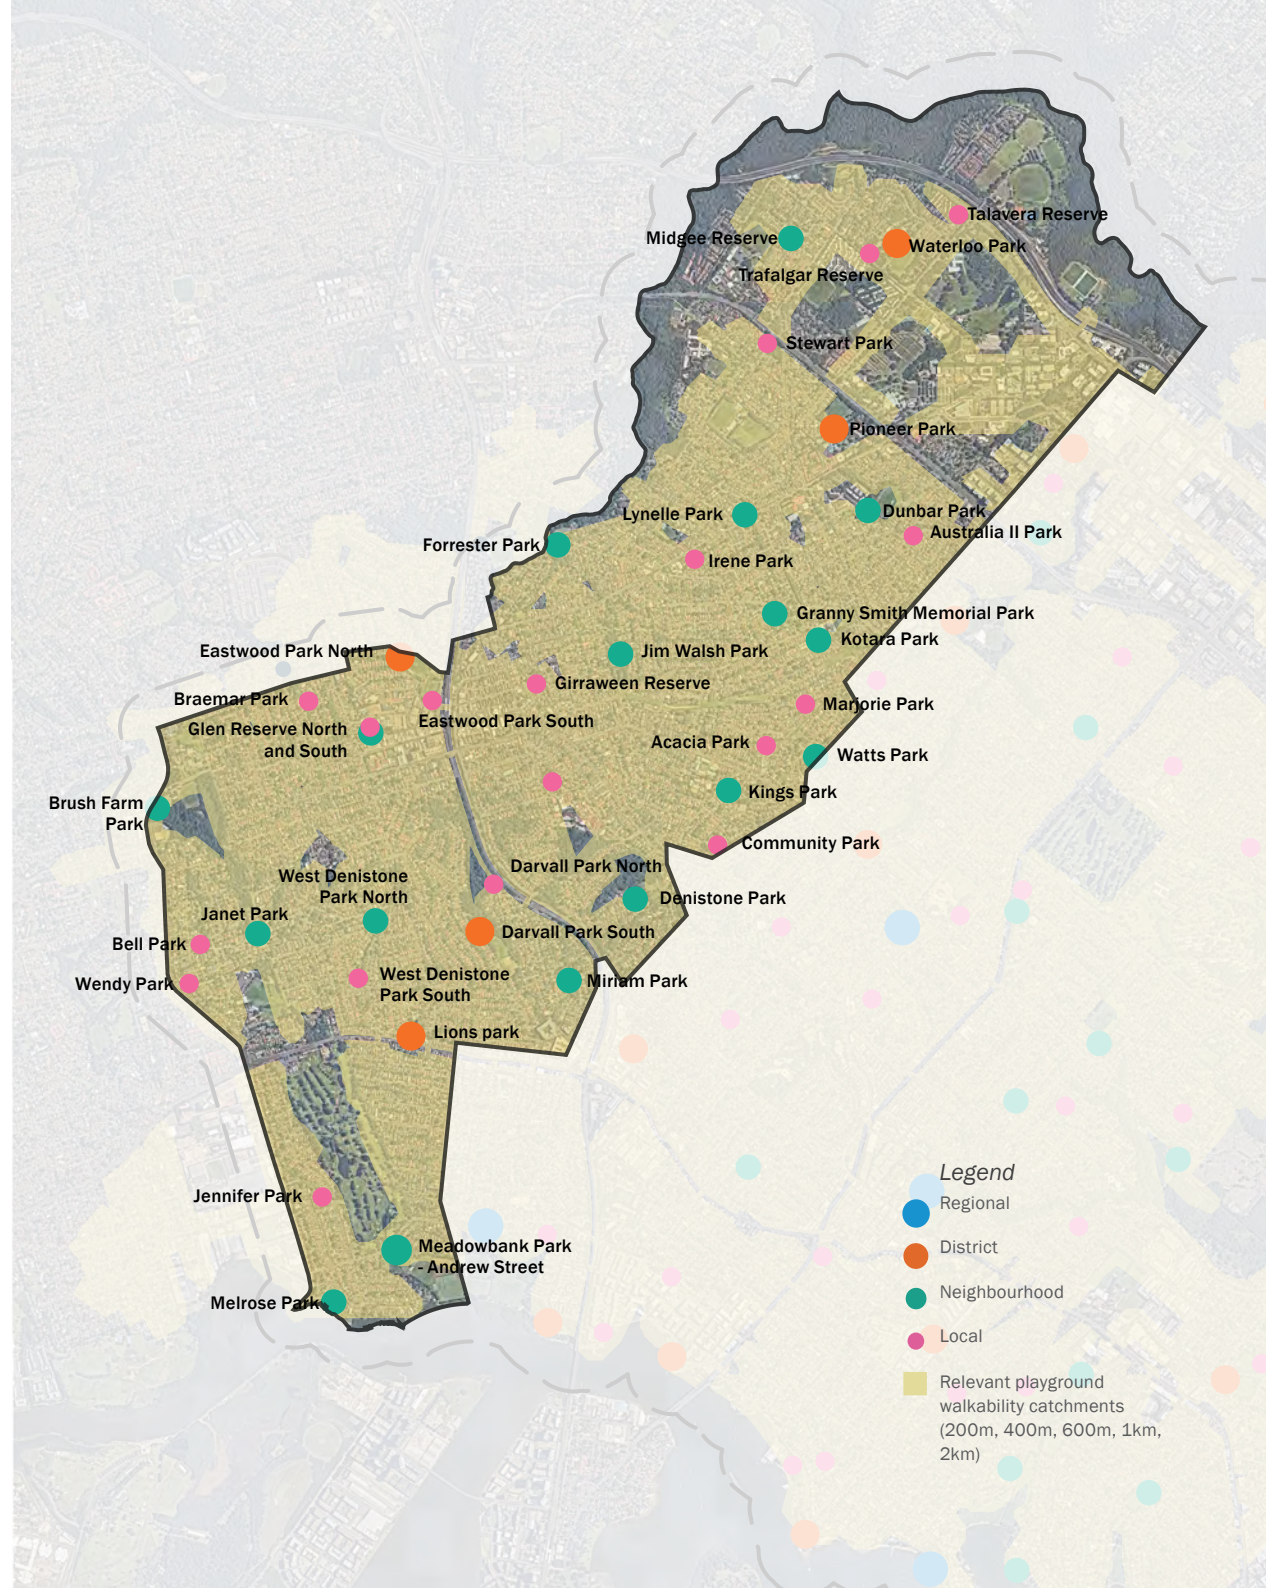 Talavera Reserve
Midgee Reserve
Waterloo Park
Trafalgar Reserve
Stewart Park
Pioneer Park
Lynelle Park
Dunbar Park
Australia II Park
Forrester Park
Irene Park
Granny Smith Memorial Park
Kotara Park
Eastwood Park North
Jim Walsh Park
Girraween Reserve
Braemar Park
Marjorie Park
Eastwood Park South
Glen Reserve North
and South
Acacia Park
Watts Park
Kings Park
Brush Farm
Park
Community Park
Darvall Park North
West Denistone
Park North
Denistone Park
Janet Park
Darvall Park South
Bell Park
West Denistone
Park South
Wendy Park
Miriam Park
Lions park
Jennifer Park
Meadowbank Park
- Andrew Street
Melrose Park
Legend
Regional
District
Neighbourhood
Local
Relevant playground
walkability catchments
(200m, 400m, 600m, 1km,
2km)